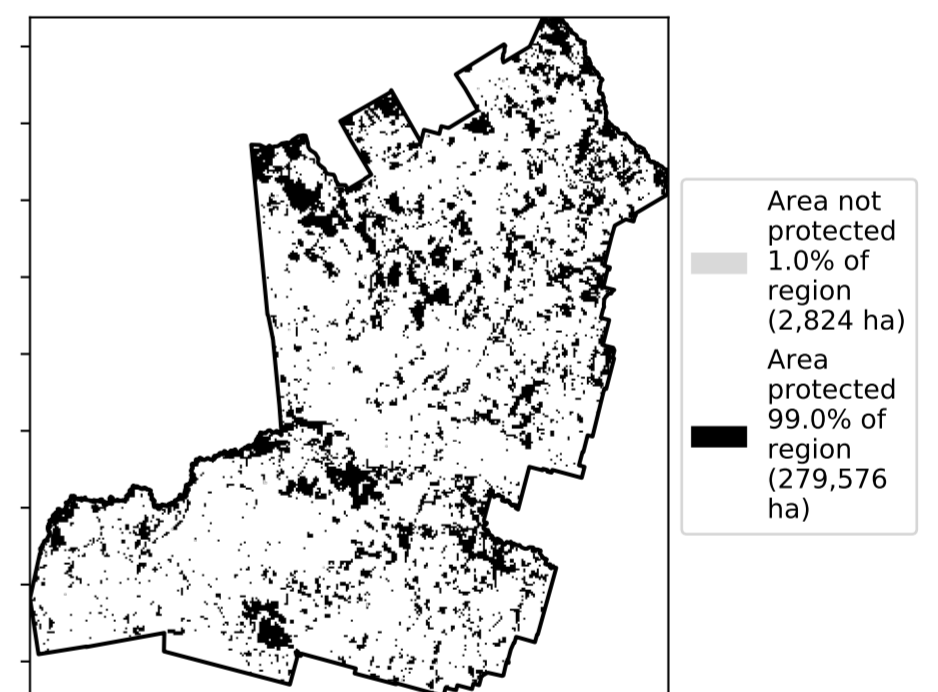 Area not
protected
1.0% of
region
(2,824 ha)
Area
protected
99.0% of
region
(279,576
ha)